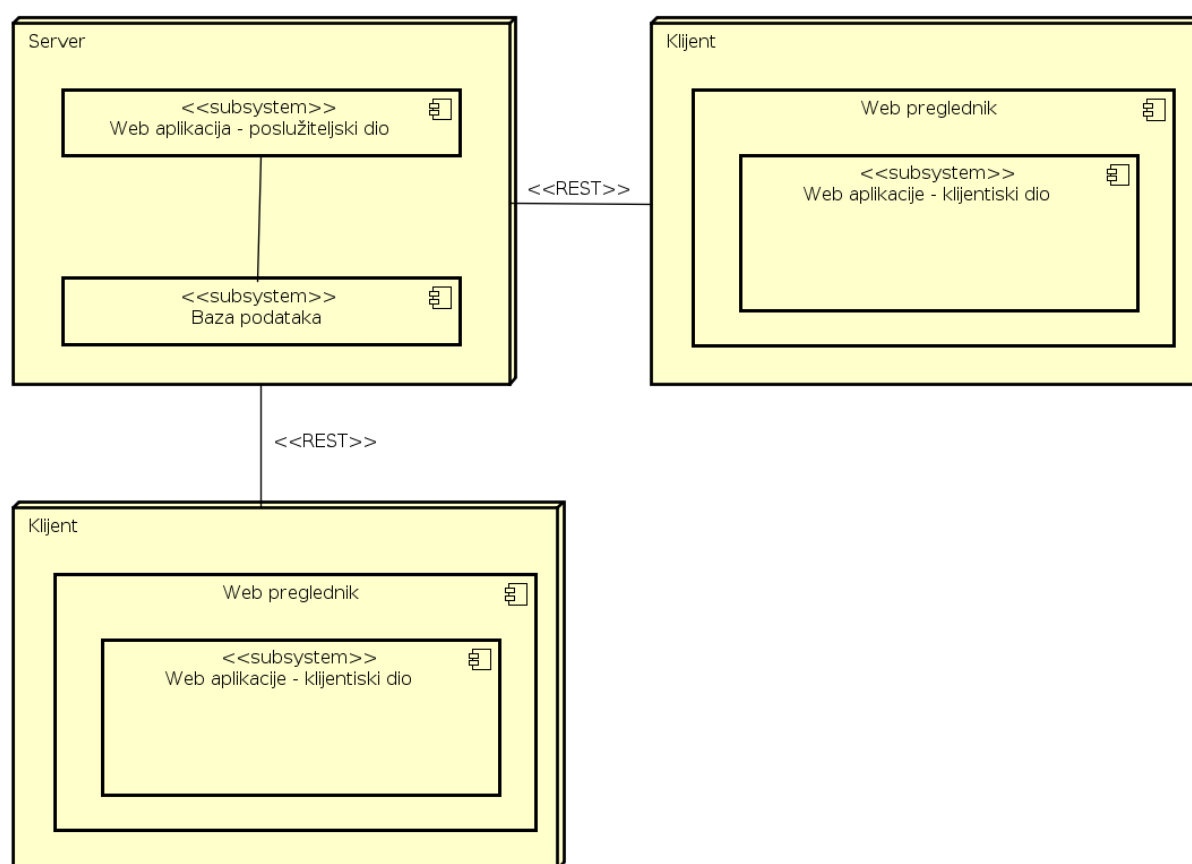 Server
<<subsystem>>
Web aplikacija - poslužiteljski dio
<<subsystem>>
Baza podataka
<<REST>>
Klijent
Web preglednik
<<subsystem>>
Web aplikacije - klijentiski dio
<<REST>>
Klijent
Web preglednik
<<subsystem>>
Web aplikacije - klijentiski dio